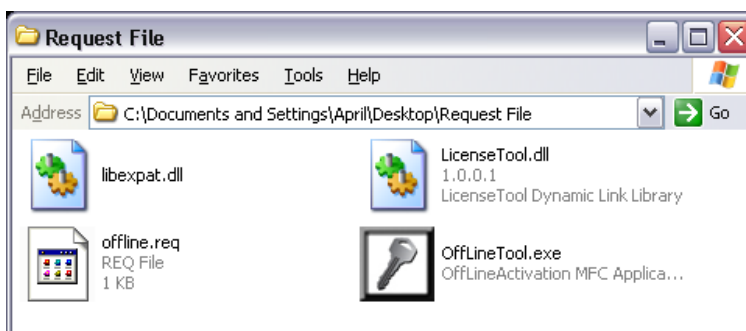 Request File
File Edit View Favorites Tools Help
Address C:\Documents and Settings\April\Desktop\Request File Go
libexpat.dll
LicenseTool.dll
1.0.0.1
LicenseTool Dynamic Link Library
offline.req
REQ File
1 KB
OffLineTool.exe
OffLineActivation MFC Applica...